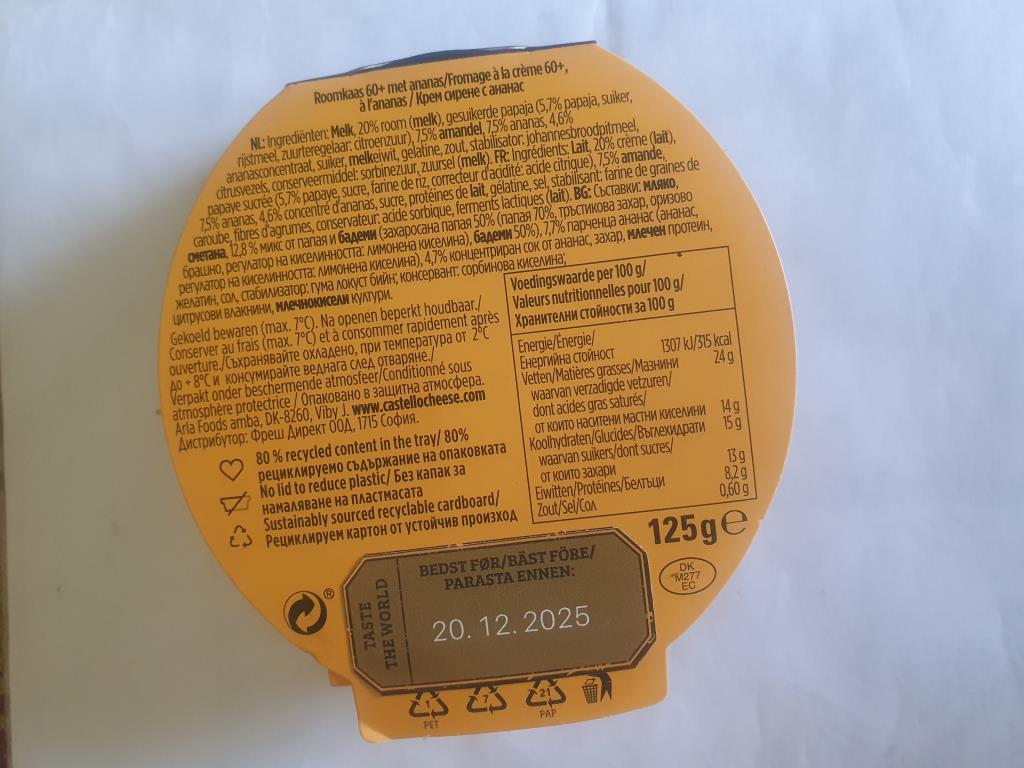 Roomkaas 60+ met ananas/Fromage à la crème 60+,
à l'ananas / Крем сирене с ананас
NL: Ingrediënten: Melk, 20% room (melk), gesuikerde papaja (5,7% papaja, suiker,
rijstmeel, zuurteregelaar: citroenzuur), 7,5% amandel, 7,5% ananas, 4,6%
ananasconcentraat, suiker, melkeiwit, gelatine, zout, stabilisator: johannesbroodpitmeel,
citrusvezels, conserveermiddel: sorbinezuur, zuursel (melk). FR: Ingrédients: Lait, 20% crème (lait),
papaye sucrée (5,7% papaye, sucre, farine de riz, correcteur d'acidité: acide citrique), 7,5% amande,
7,5% ananas, 4,6% concentré d'ananas, sucre, protéines de lait, gélatine, sel, stabilisant: farine de graines de
caroube, fibres d'agrumes, conservateur: acide sorbique, ferments lactiques (lait). BG: Съставки: мляко,
сметана, 12,8 % микс от папая и бадеми (захаросана папая 50% (папая 70%, тръстикова захар, оризово
брашно, регулатор на киселинността: лимонена киселина), бадеми 50%), 7,7% парченца ананас (ананас,
регулатор на киселинността: лимонена киселина), 4,7% концентриран сок от ананас, захар, млечен протеин,
желатин, сол, стабилизатор: гума локуст бийн; консервант: сорбинова киселина;
цитрусови влакнини, млечнокисели култури.
Gekoeld bewaren (max. 7°C). Na openen beperkt houdbaar./
Conserver au frais (max. 7°C) et à consommer rapidement après
ouverture./Съхранявайте охладено, при температура от 2°C
до + 8°C и консумирайте веднага след отваряне./
Verpakt onder beschermende atmosfeer/Conditionné sous
atmosphère protectrice / Опаковано в защитна атмосфера.
Arla Foods amba, DK-8260, Viby J. www.castellocheese.com
Дистрибутор: Фреш Директ ООД, 1715 София.
Voedingswaarde per 100 g/
Valeurs nutritionnelles pour 100 g/
Хранителни стойности за 100 g
Energie/Énergie/
Енергийна стойност 1307 kJ/315 kcal
Vetten/Matières grasses/Мазнини 24 g
waarvan verzadigde vetzuren/
dont acides gras saturés/
от които наситени мастни киселини 14 g
Koolhydraten/Glucides/Въглехидрати 15 g
waarvan suikers/dont sucres/
от които захари 13 g
Eiwitten/Protéines/Белтъци 8,2 g
Zout/Sel/Сол 0,60 g
80 % recycled content in the tray/ 80%
рециклируемо съдържание на опаковката
No lid to reduce plastic/ Без капак за
намаляване на пластмасата
Sustainably sourced recyclable cardboard/
Рециклируем картон от устойчив произход
125g e
DK
M277
EC
®
TASTE
THE WORLD
BEDST FØR/BÄST FÖRE/
PARASTA ENNEN:
20.12.2025
1 7 21
PET PAP